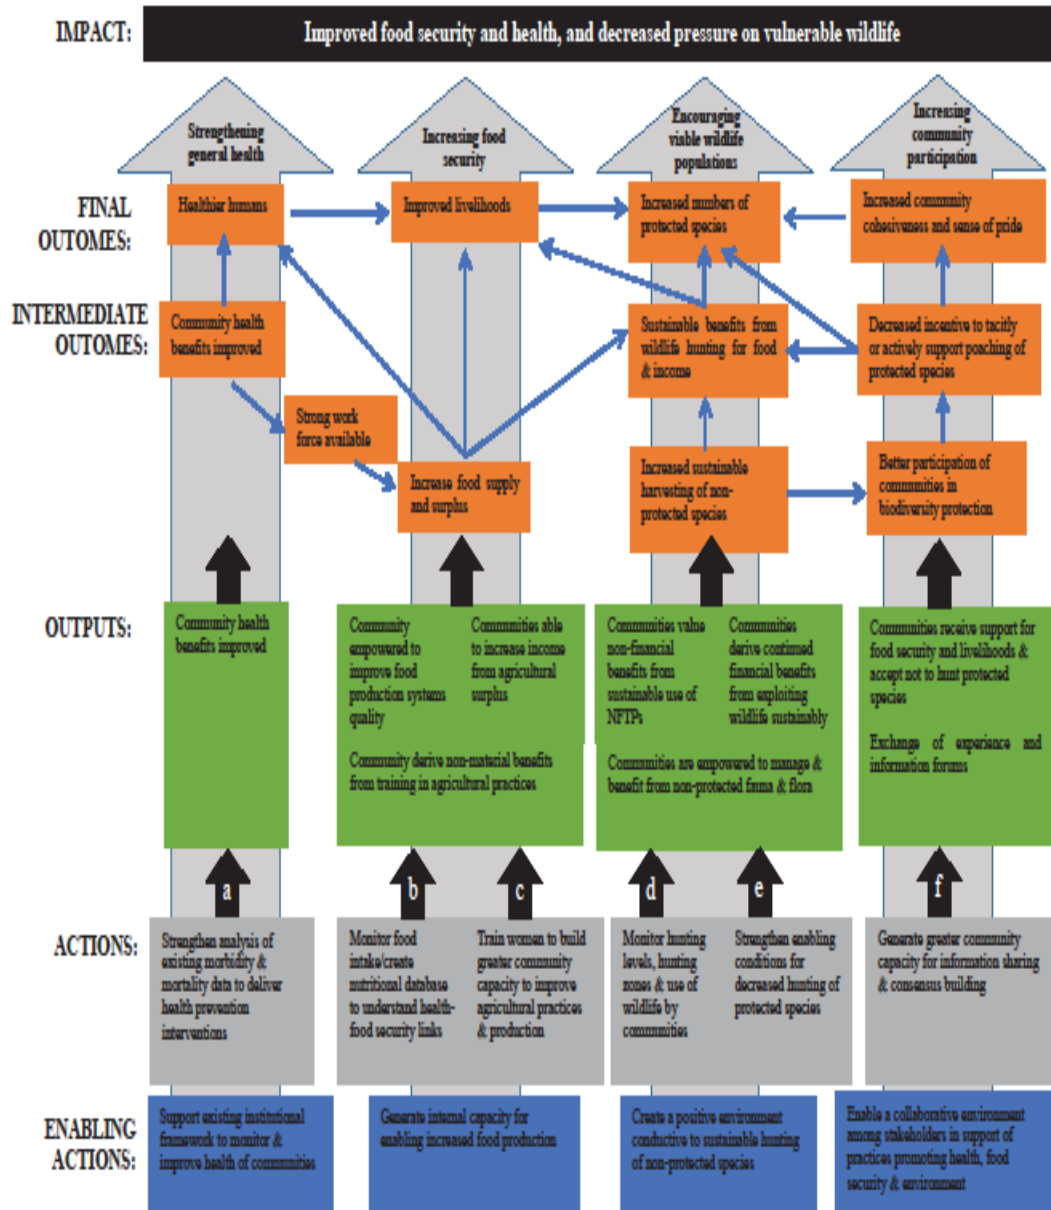 IMPACT:
Improved food security and health, and decreased pressure on vulnerable wildlife
Strengthening
general health
Increasing food
security
Encouraging
viable wildlife
populations
Increasing
community
participation
FINAL
OUTOMES:
Healthier humans
Improved livelihoods
Increased numbers of
protected species
Increased community
cohesiveness and sense of pride
INTERMEDIATE
OUTOMES:
Community health
benefits improved
Sustainable benefits from
wildlife hunting for food
& income
Decreased incentive to tacitly
or actively support poaching of
protected species
Strong work
force available
Increase food supply
and surplus
Increased sustainable
harvesting of non-
protected species
Better participation of
communities in
biodiversity protection
OUTPUTS:
Community health
benefits improved
Community
empowered to
improve food
production systems
quality
Communities able
to increase income
from agricultural
surplus
Community derive non-material benefits
from training in agricultural practices
Communities value
non-financial
benefits from
sustainable use of
NFTPs
Communities
derive continued
financial benefits
from exploiting
wildlife sustainably
Communities are empowered to manage &
benefit from non-protected fauna & flora
Communities receive support for
food security and livelihoods &
accept not to hunt protected
species
Exchange of experience and
information forums
a
b
c
d
e
f
ACTIONS:
Strengthen analysis of
existing morbidity &
mortality data to deliver
health prevention
interventions
Monitor food
intake/create
nutritional database
to understand health-
food security links
Train women to build
greater community
capacity to improve
agricultural practices
& production
Monitor hunting
levels, hunting
nones & use of
wildlife by
communities
Strengthen enabling
conditions for
decreased hunting of
protected species
Generate greater community
capacity for information sharing
& consensus building
ENABLING
ACTIONS:
Support existing institutional
framework to monitor &
improve health of communities
Generate internal capacity for
enabling increased food production
Create a positive environment
conductive to sustainable hunting
of non-protected species
Enable a collaborative environment
among stakeholders in support of
practices promoting health, food
security & environment